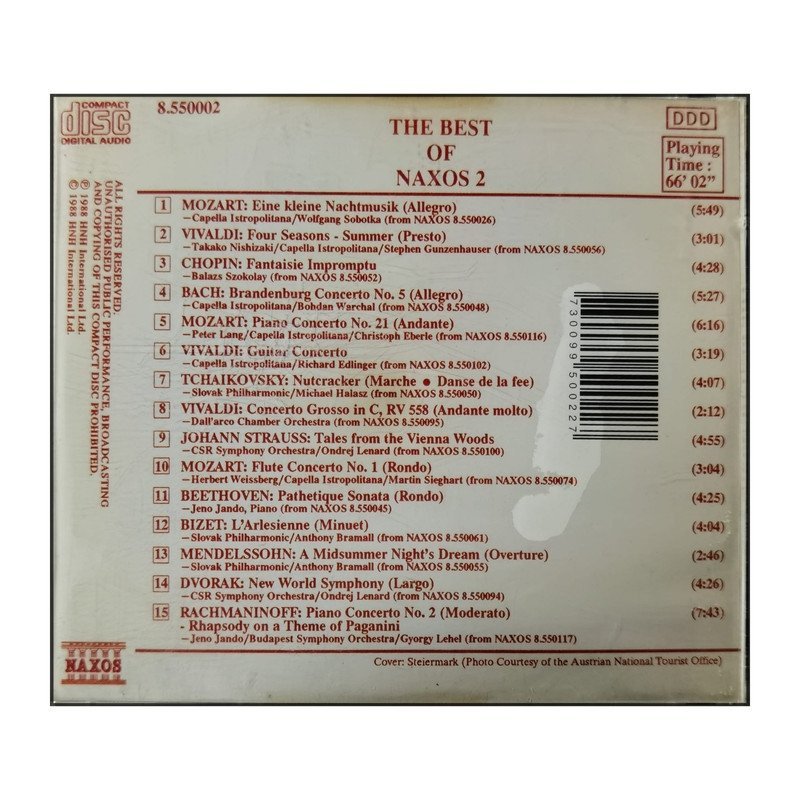 COMPACT
disc
DIGITAL AUDIO
8.550002
THE BEST
OF
NAXOS 2
DDD
Playing
Time :
66' 02"
1 MOZART: Eine kleine Nachtmusik (Allegro) (5:49)
–Capella Istropolitana/Wolfgang Sobotka (from NAXOS 8.550026)
2 VIVALDI: Four Seasons - Summer (Presto) (3:01)
–Takako Nishizaki/Capella Istropolitana/Stephen Gunzenhauser (from NAXOS 8.550056)
3 CHOPIN: Fantaisie Impromptu (4:28)
–Balazs Szokolay (from NAXOS 8.550052)
4 BACH: Brandenburg Concerto No. 5 (Allegro) (5:27)
–Capella Istropolitana/Bohdan Warchal (from NAXOS 8.550048)
5 MOZART: Piano Concerto No. 21 (Andante) (6:16)
–Peter Lang/Capella Istropolitana/Christoph Eberle (from NAXOS 8.550116)
6 VIVALDI: Guitar Concerto (3:19)
–Capella Istropolitana/Richard Edlinger (from NAXOS 8.550102)
7 TCHAIKOVSKY: Nutcracker (Marche ● Danse de la fee) (4:07)
–Slovak Philharmonic/Michael Halasz (from NAXOS 8.550050)
8 VIVALDI: Concerto Grosso in C, RV 558 (Andante molto) (2:12)
–Dall'arco Chamber Orchestra (from NAXOS 8.550095)
9 JOHANN STRAUSS: Tales from the Vienna Woods (4:55)
–CSR Symphony Orchestra/Ondrej Lenard (from NAXOS 8.550100)
10 MOZART: Flute Concerto No. 1 (Rondo) (3:04)
–Herbert Weissberg/Capella Istropolitana/Martin Sieghart (from NAXOS 8.550074)
11 BEETHOVEN: Pathetique Sonata (Rondo) (4:25)
–Jeno Jando, Piano (from NAXOS 8.550045)
12 BIZET: L'Arlesienne (Minuet) (4:04)
–Slovak Philharmonic/Anthony Bramall (from NAXOS 8.550061)
13 MENDELSSOHN: A Midsummer Night's Dream (Overture) (2:46)
–Slovak Philharmonic/Anthony Bramall (from NAXOS 8.550055)
14 DVORAK: New World Symphony (Largo) (4:26)
–CSR Symphony Orchestra/Ondrej Lenard (from NAXOS 8.550094)
15 RACHMANINOFF: Piano Concerto No. 2 (Moderato) (7:43)
- Rhapsody on a Theme of Paganini
–Jeno Jando/Budapest Symphony Orchestra/Gyorgy Lehel (from NAXOS 8.550117)
Cover: Steiermark (Photo Courtesy of the Austrian National Tourist Office)
NAXOS
ALL RIGHTS RESERVED.
UNAUTHORISED PUBLIC PERFORMANCE, BROADCASTING
AND COPYING OF THIS COMPACT DISC PROHIBITED.
℗ 1988 HNH International Ltd.
© 1988 HNH International Ltd.
7 30099 500227